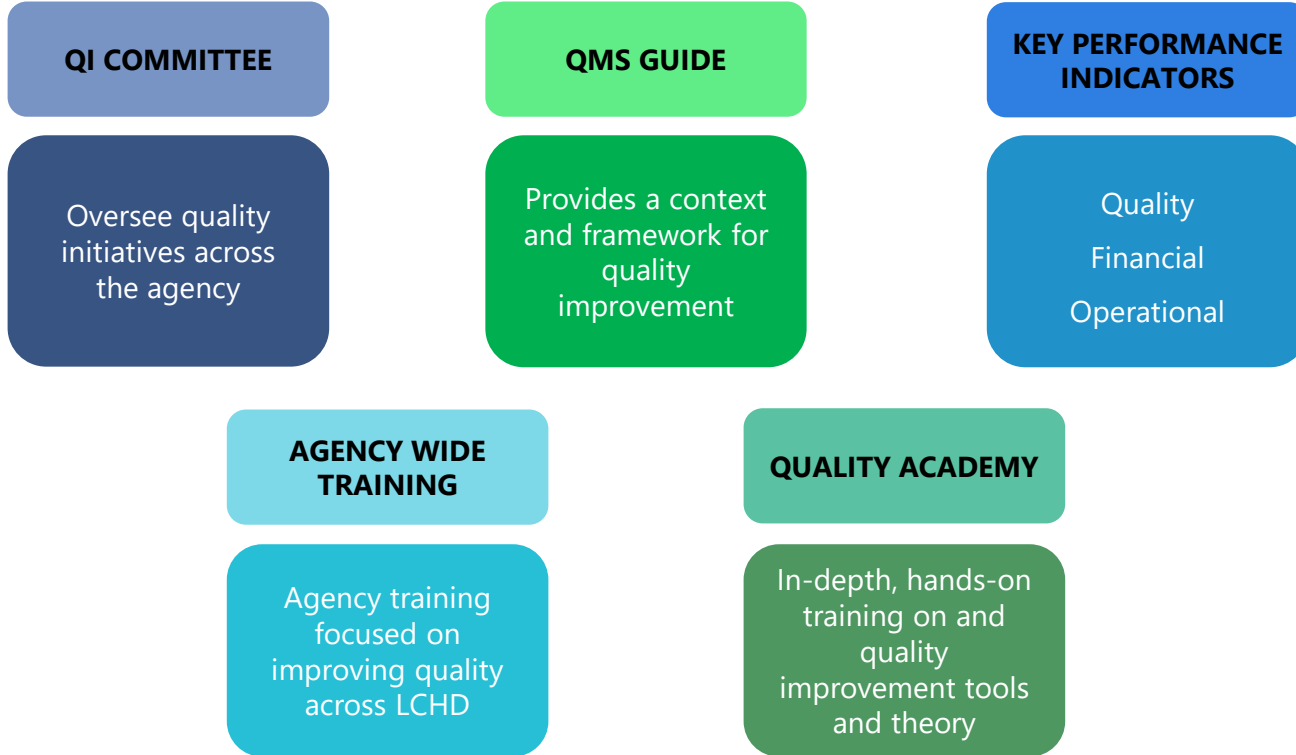 QI COMMITTEE
Oversee quality
initiatives across
the agency
QMS GUIDE
Provides a context
and framework for
quality
improvement
KEY PERFORMANCE
INDICATORS
Quality
Financial
Operational
AGENCY WIDE
TRAINING
Agency training
focused on
improving quality
across LCHD
QUALITY ACADEMY
In-depth, hands-on
training on and
quality
improvement tools
and theory